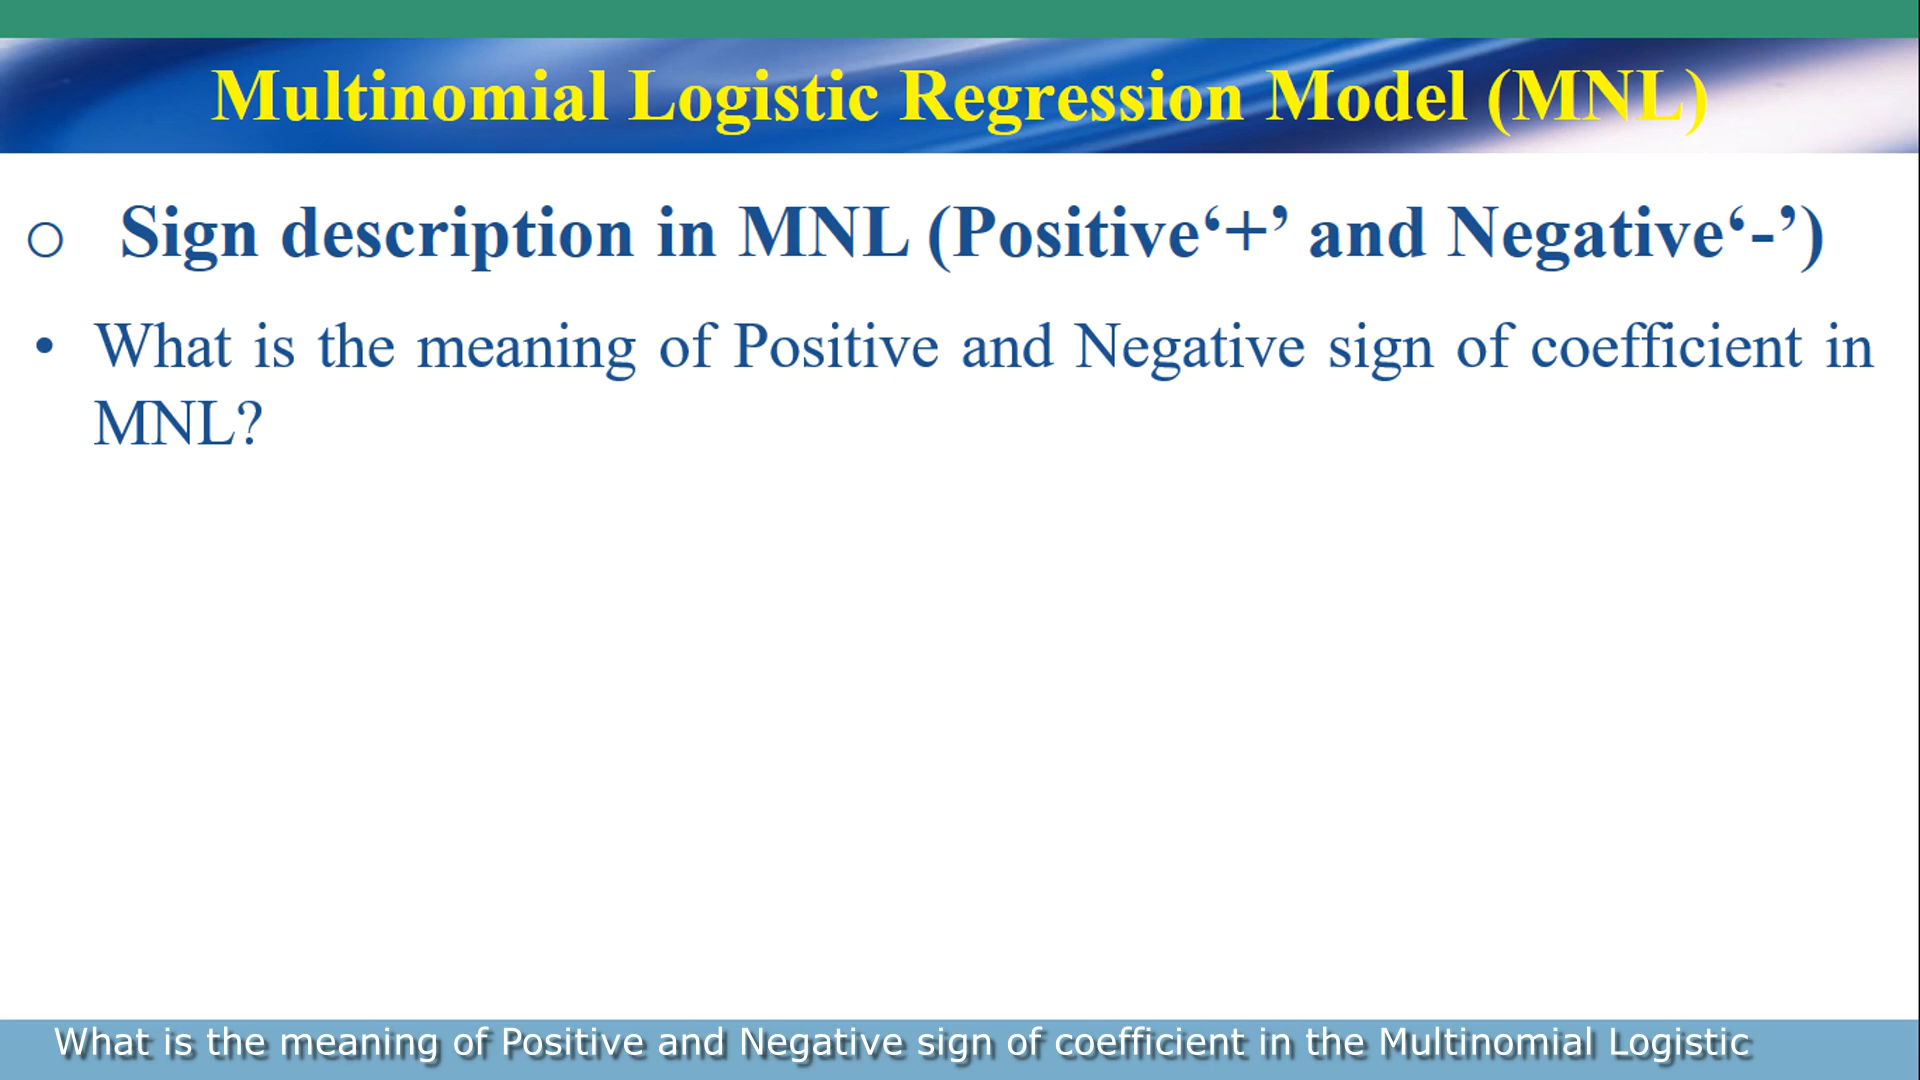 Multinomial Logistic Regression Model (MNL)
○ Sign description in MNL (Positive‘+’ and Negative‘-’)
• What is the meaning of Positive and Negative sign of coefficient in
MNL?
What is the meaning of Positive and Negative sign of coefficient in the Multinomial Logistic